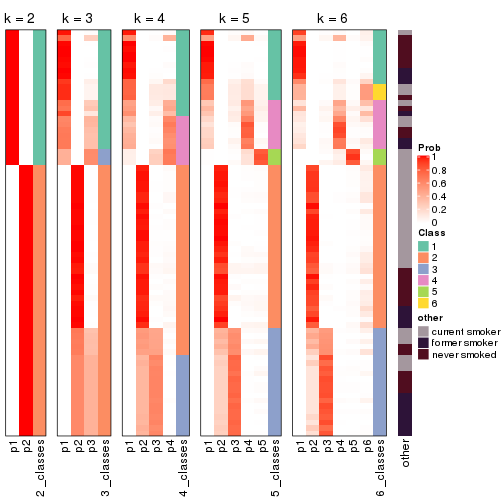 k = 2 k = 3 k = 4 k = 5 k = 6
Prob
1
0.8
0.6
0.4
0.2
0
Class
1
2
3
4
5
6
other
current smoker
former smoker
never smoked
p1 p2 2_classes p1 p2 p3 3_classes p1 p2 p3 p4 4_classes p1 p2 p3 p4 p5 5_classes p1 p2 p3 p4 p5 p6 6_classes other